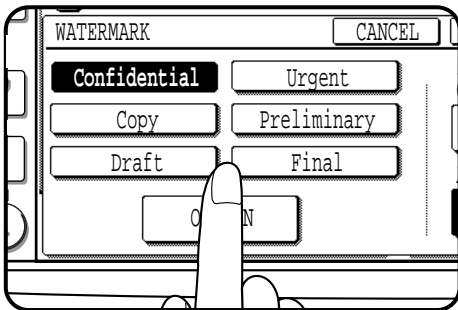 WATERMARK CANCEL
Confidential Urgent
Copy Preliminary
Draft Final